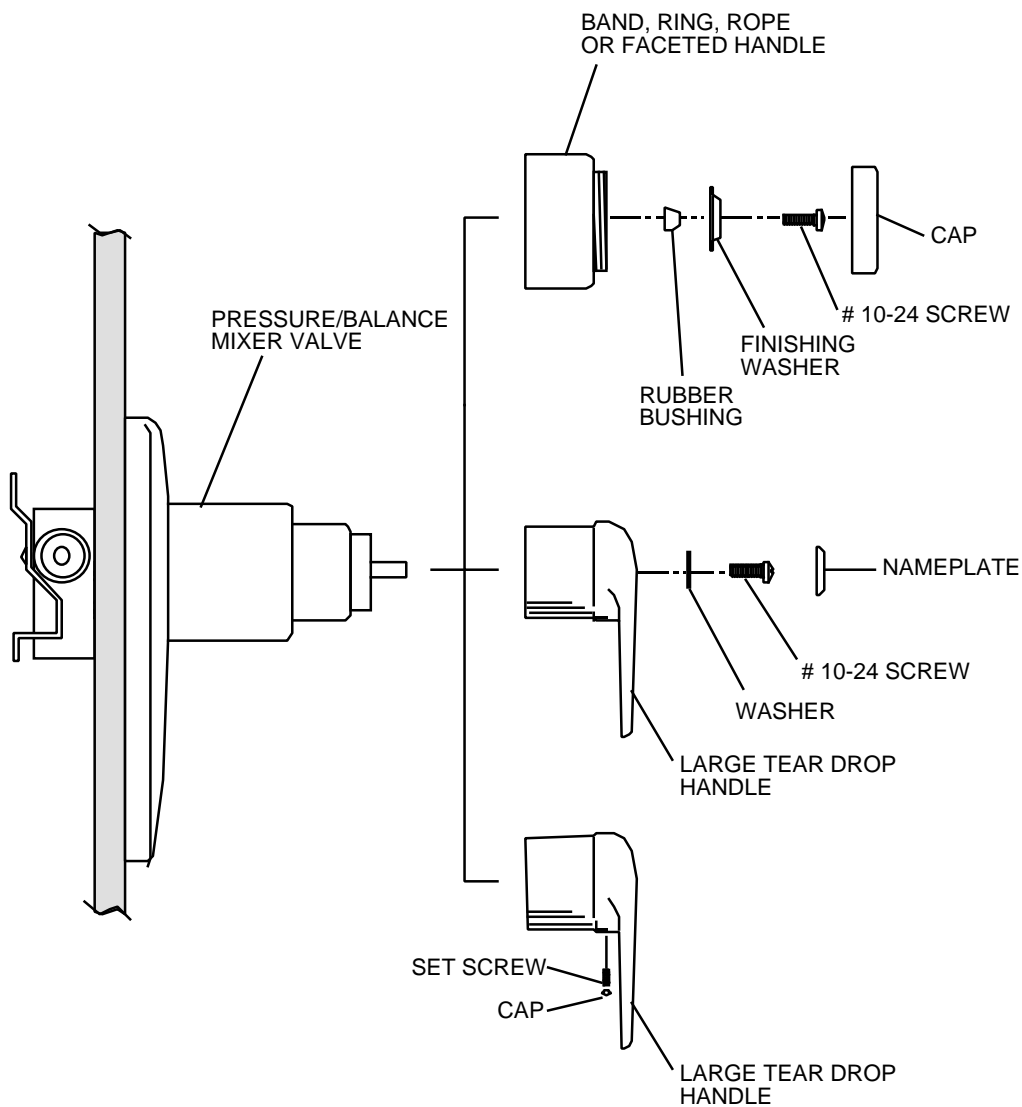 BAND, RING, ROPE
OR FACETED HANDLE
CAP
# 10-24 SCREW
FINISHING
WASHER
RUBBER
BUSHING
PRESSURE/BALANCE
MIXER VALVE
NAMEPLATE
# 10-24 SCREW
WASHER
LARGE TEAR DROP
HANDLE
SET SCREW
CAP
LARGE TEAR DROP
HANDLE